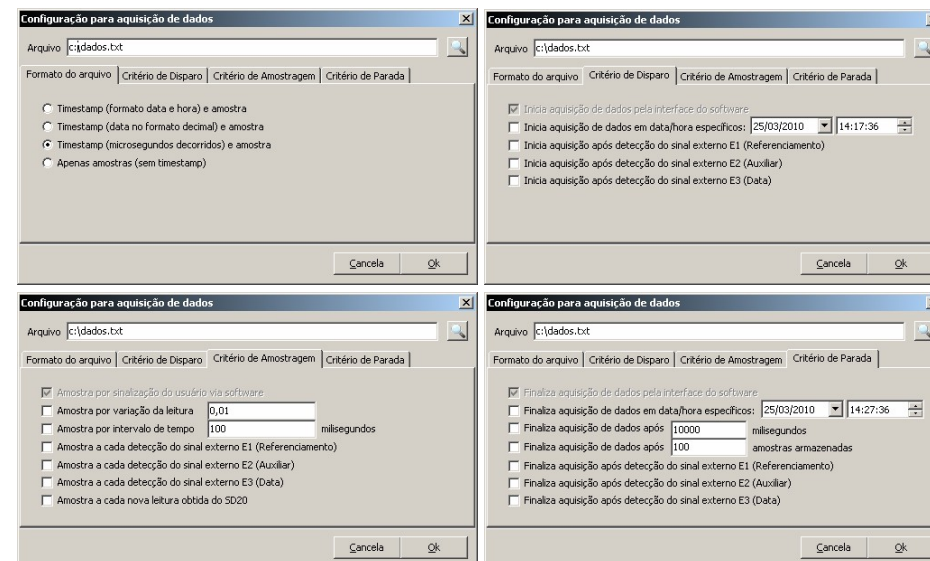 Configuração para aquisição de dados
Arquivo c:\dados.txt
Formato do arquivo Critério de Disparo Critério de Amostragem Critério de Parada
Timestamp (formato data e hora) e amostra
Timestamp (data no formato decimal) e amostra
Timestamp (microsegundos decorridos) e amostra
Apenas amostras (sem timestamp)
Cancela Ok
Configuração para aquisição de dados
Arquivo c:\dados.txt
Formato do arquivo Critério de Disparo Critério de Amostragem Critério de Parada
Inicia aquisição de dados pela interface do software
Inicia aquisição de dados em data/hora específicos: 25/03/2010 14:17:36
Inicia aquisição após detecção do sinal externo E1 (Referenciamento)
Inicia aquisição após detecção do sinal externo E2 (Auxiliar)
Inicia aquisição após detecção do sinal externo E3 (Data)
Cancela Ok
Configuração para aquisição de dados
Arquivo c:\dados.txt
Formato do arquivo Critério de Disparo Critério de Amostragem Critério de Parada
Amostra por sinalização do usuário via software
Amostra por variação da leitura 0,01
Amostra por intervalo de tempo 100 milisegundos
Amostra a cada detecção do sinal externo E1 (Referenciamento)
Amostra a cada detecção do sinal externo E2 (Auxiliar)
Amostra a cada detecção do sinal externo E3 (Data)
Amostra a cada nova leitura obtida do SD20
Cancela Ok
Configuração para aquisição de dados
Arquivo c:\dados.txt
Formato do arquivo Critério de Disparo Critério de Amostragem Critério de Parada
Finaliza aquisição de dados pela interface do software
Finaliza aquisição de dados em data/hora específicos: 25/03/2010 14:27:36
Finaliza aquisição de dados após 10000 milisegundos
Finaliza aquisição de dados após 100 amostras armazenadas
Finaliza aquisição após detecção do sinal externo E1 (Referenciamento)
Finaliza aquisição após detecção do sinal externo E2 (Auxiliar)
Finaliza aquisição após detecção do sinal externo E3 (Data)
Cancela Ok